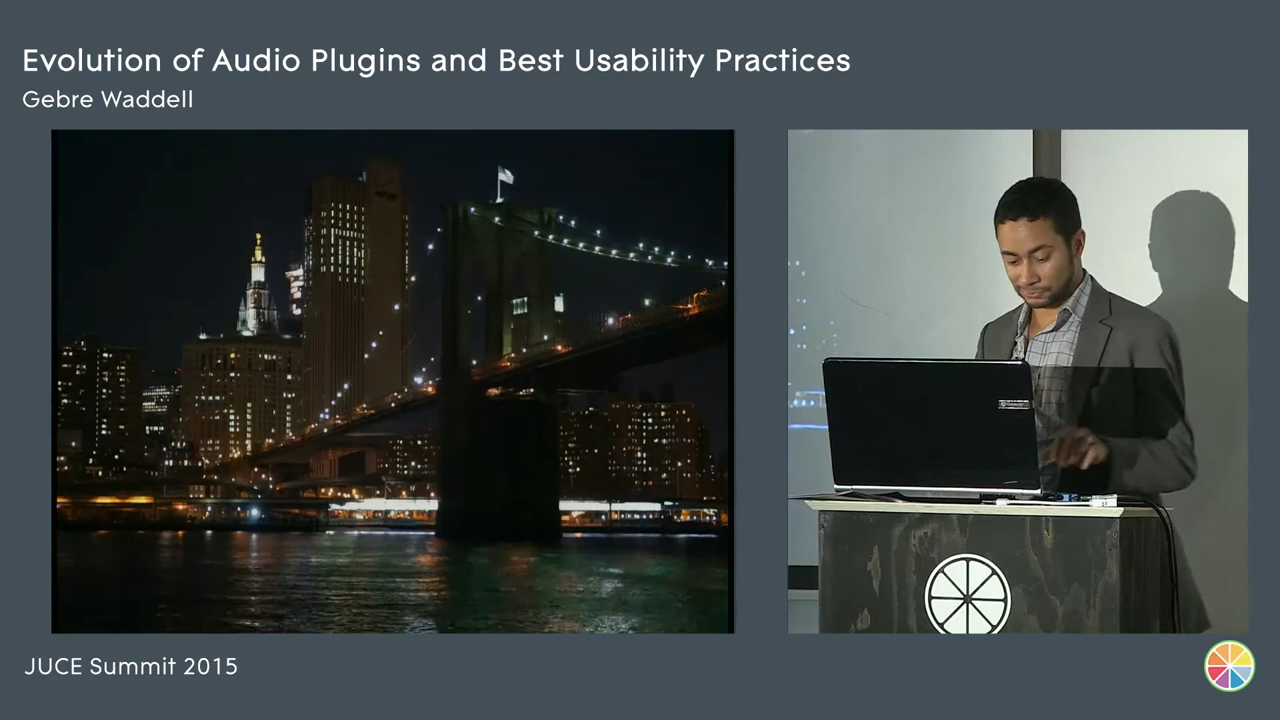 Evolution of Audio Plugins and Best Usability Practices
Gebre Waddell
JUCE Summit 2015